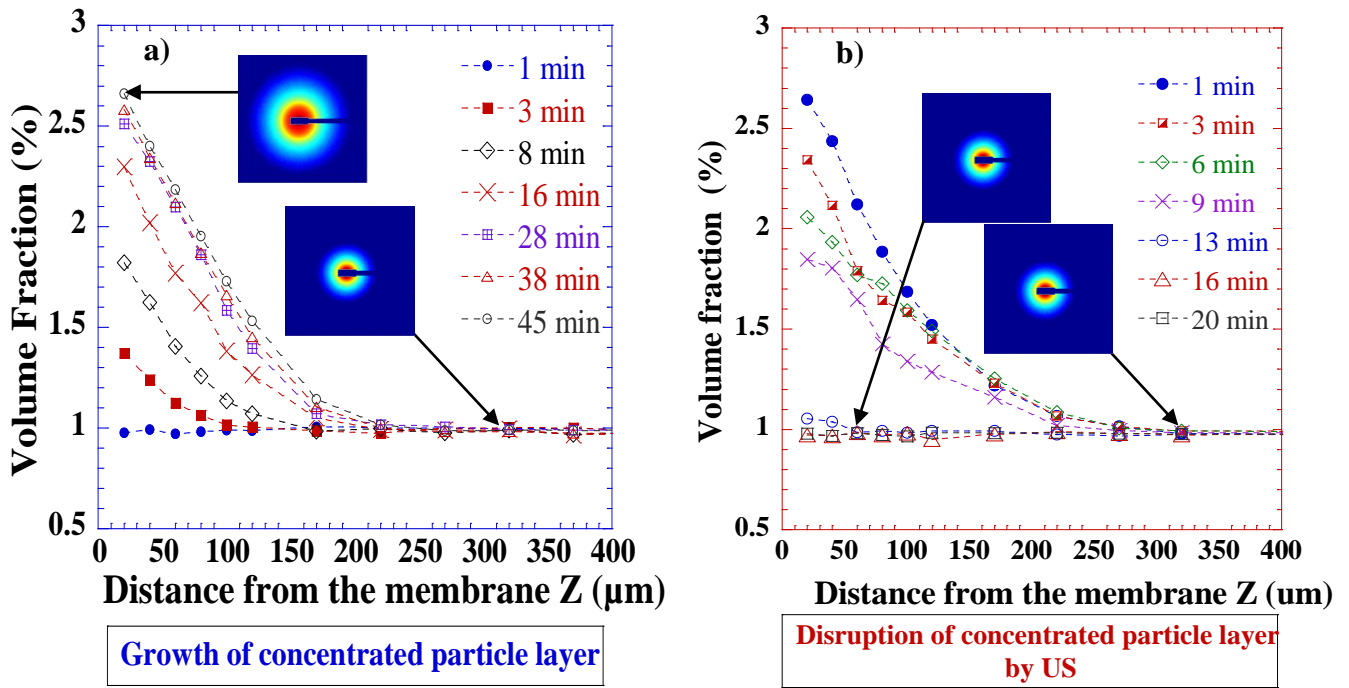 a)
Volume Fraction (%)
3
2.5
2
1.5
1
0.5
0 50 100 150 200 250 300 350 400
Distance from the membrane Z (µm)
1 min
3 min
8 min
16 min
28 min
38 min
45 min
Growth of concentrated particle layer
b)
Volume fraction (%)
3
2.5
2
1.5
1
0.5
0 50 100 150 200 250 300 350 400
Distance from the membrane Z (um)
1 min
3 min
6 min
9 min
13 min
16 min
20 min
Disruption of concentrated particle layer
by US